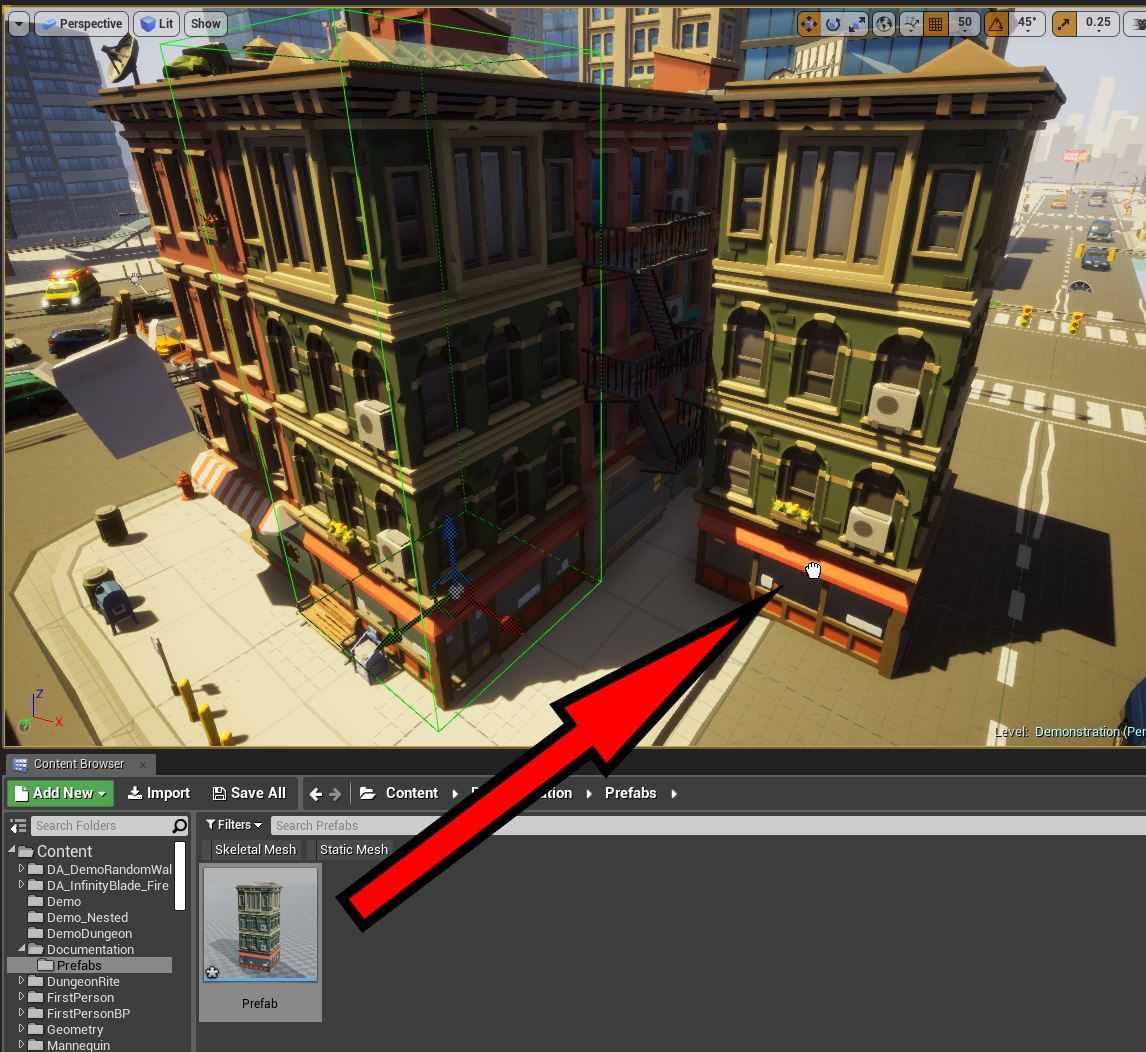 Perspective Lit Show 50 45° 0.25
Z
X
Level: Demonstration (Per
Content Browser
Add New Import Save All Content Prefabs
Search Folders Filters Search Prefabs
Skeletal Mesh Static Mesh
Content
DA_DemoRandomWal
DA_InfinityBlade_Fire
Demo
Demo_Nested
DemoDungeon
Documentation
Prefabs
DungeonRite
FirstPerson
FirstPersonBP
Geometry
Mannequin
Prefab